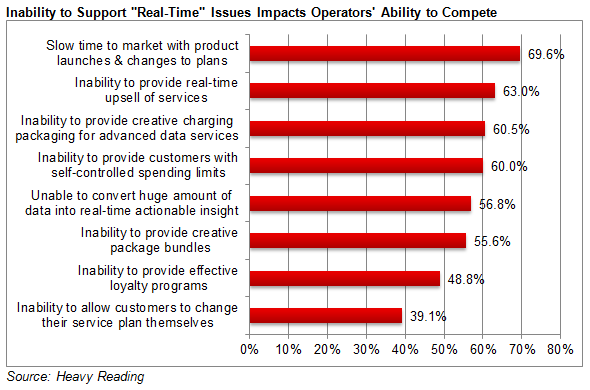 Inability to Support "Real-Time" Issues Impacts Operators' Ability to Compete
Slow time to market with product
launches & changes to plans
69.6%
Inability to provide real-time
upsell of services
63.0%
Inability to provide creative charging
packaging for advanced data services
60.5%
Inability to provide customers with
self-controlled spending limits
60.0%
Unable to convert huge amount of
data into real-time actionable insight
56.8%
Inability to provide creative
package bundles
55.6%
Inability to provide effective
loyalty programs
48.8%
Inability to allow customers to change
their service plan themselves
39.1%
0% 10% 20% 30% 40% 50% 60% 70% 80%
Source: Heavy Reading